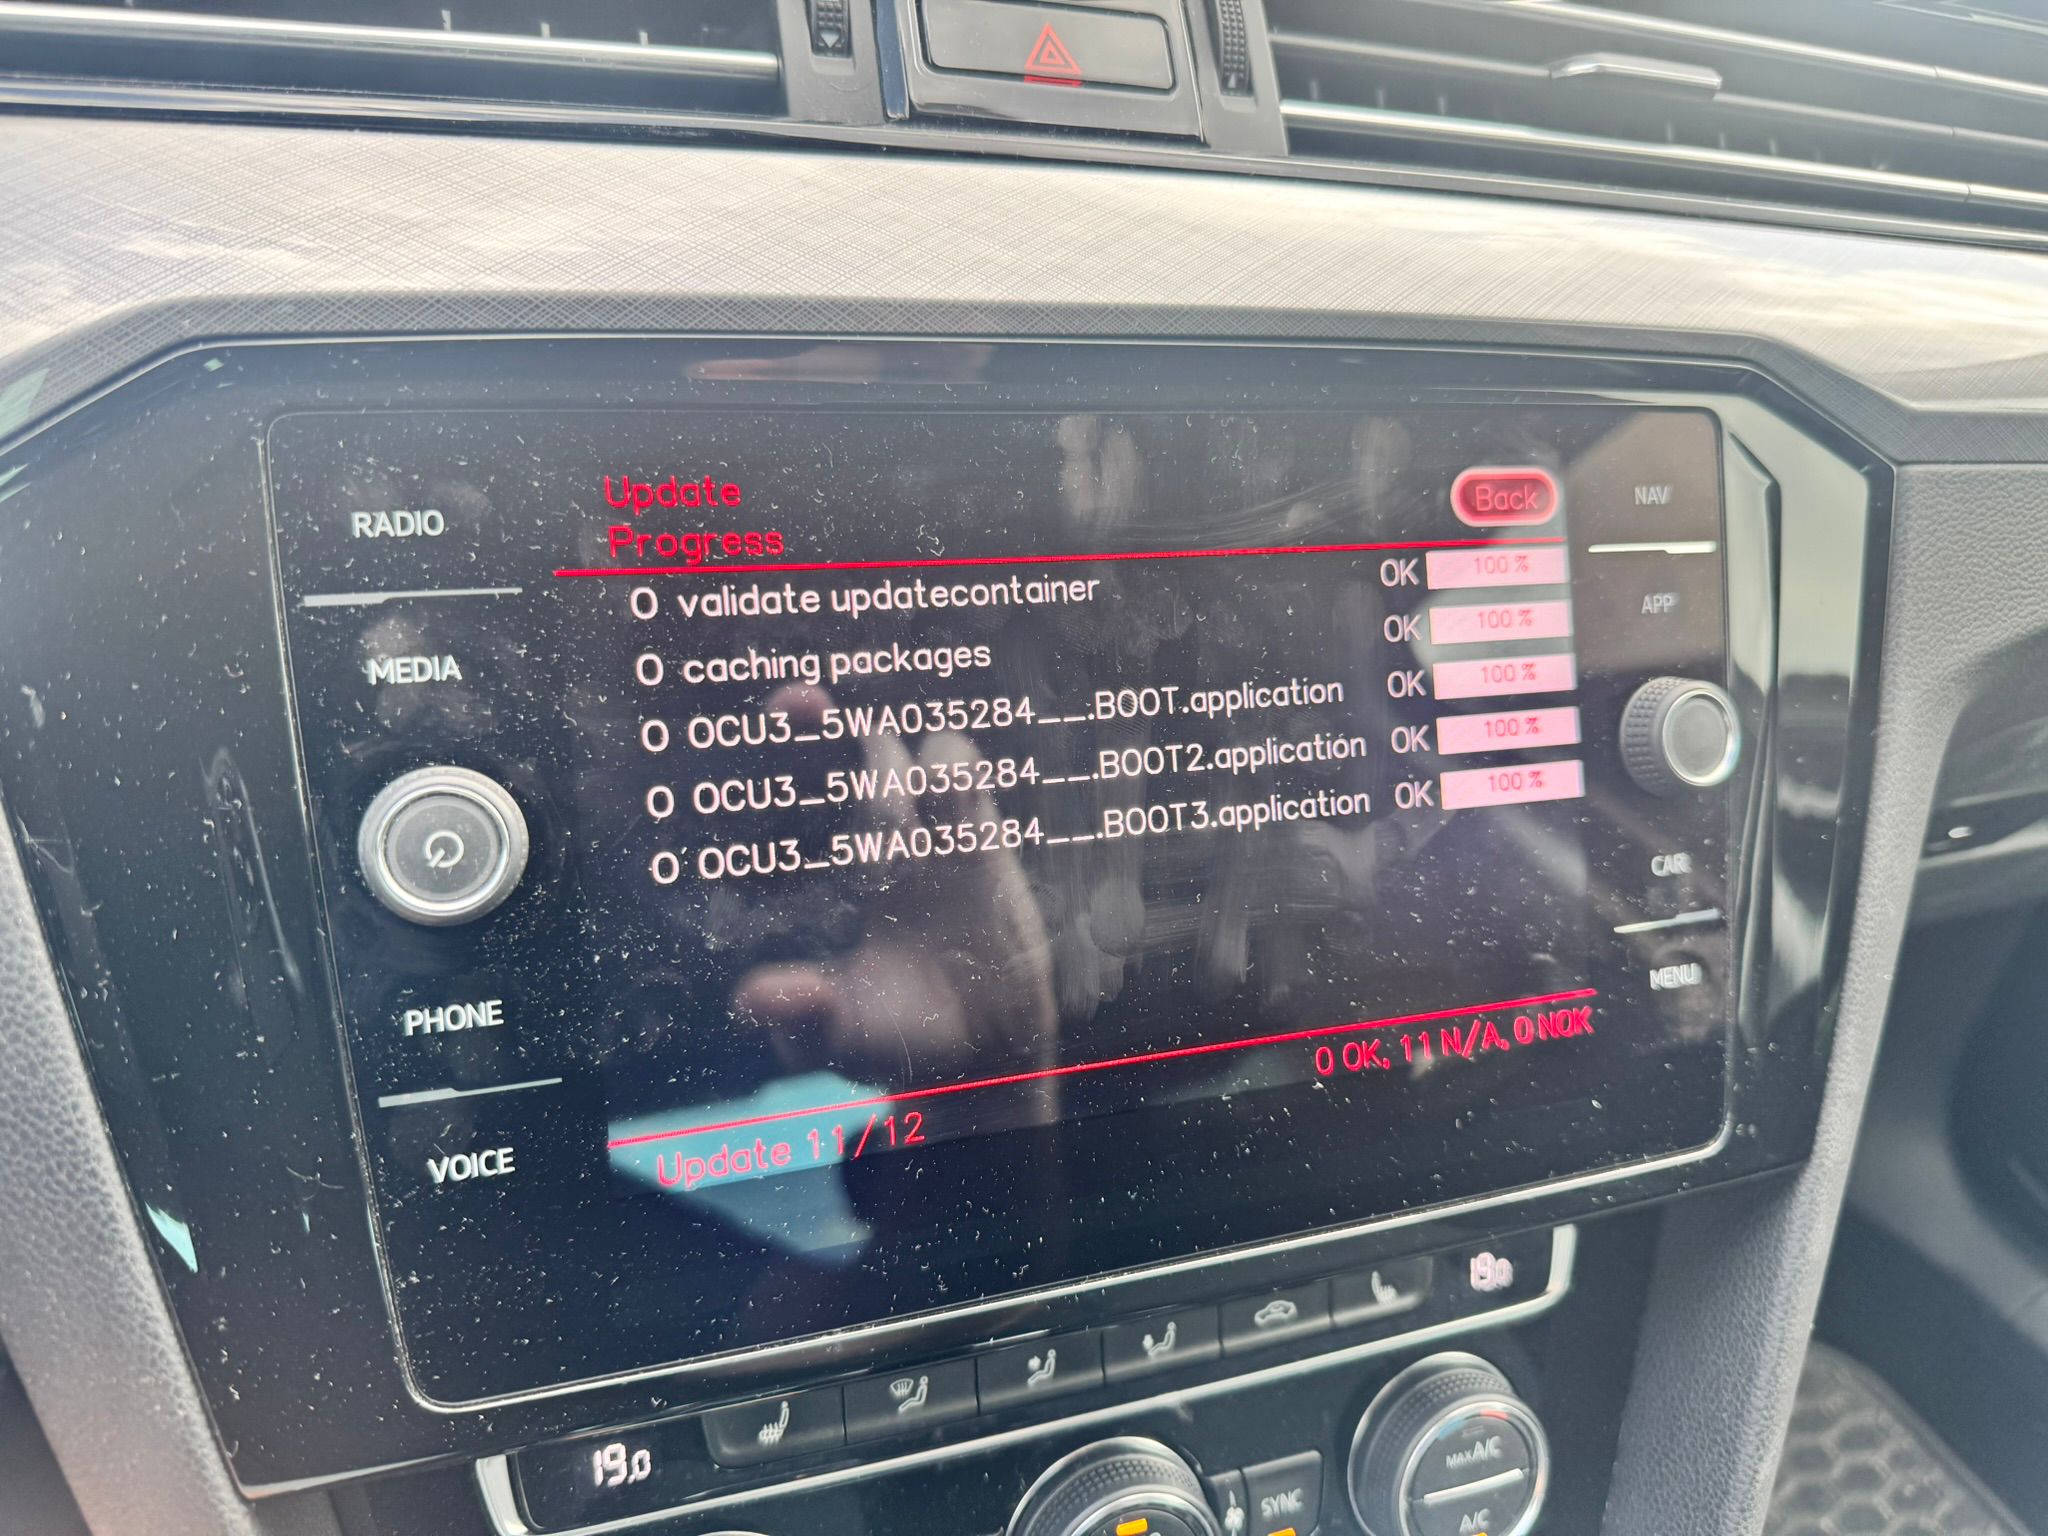 RADIO
MEDIA
PHONE
VOICE
Update
Progress
Back
O validate updatecontainer OK 100 %
O caching packages OK 100 %
O OCU3_5WA035284__.BOOT.application OK 100 %
O OCU3_5WA035284__.BOOT2.application OK 100 %
O OCU3_5WA035284__.BOOT3.application OK 100 %
0 OK, 11 N/A, 0 NOK
Update 11/12
NAV
APP
CAR
MENU
19.0
19.0
SYNC
MAX A/C
A/C